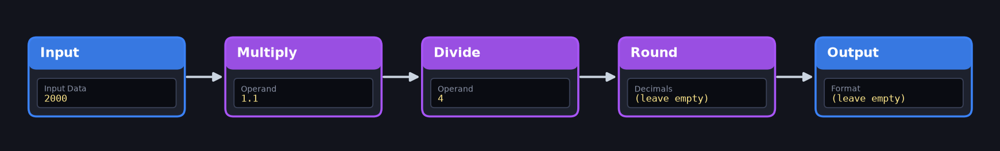 Input
Input Data
2000
Multiply
Operand
1.1
Divide
Operand
4
Round
Decimals
(leave empty)
Output
Format
(leave empty)